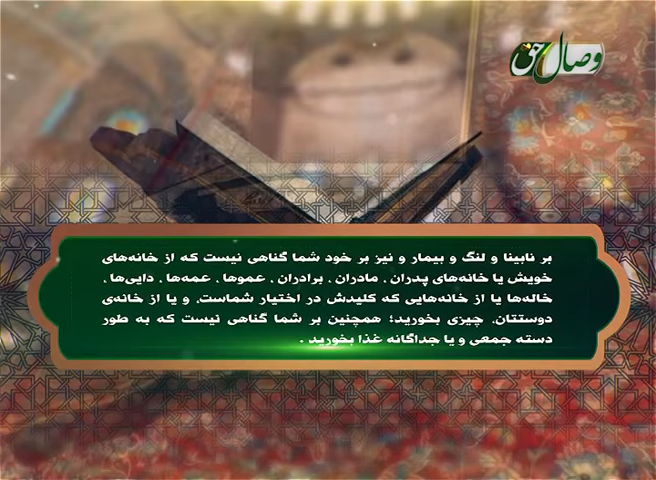 وصال حق
بر نابینا و لنگ و بیمار و نیز بر خود شما گناهی نیست که از خانه‌های
خویش یا خانه‌های پدران ، مادران ، برادران ، عموها ، عمه‌ها ، دایی‌ها ،
خاله‌ها یا از خانه‌هایی که کلیدش در اختیار شماست، و یا از خانه‌ی
دوستتان، چیزی بخورید؛ همچنین بر شما گناهی نیست که به طور
دسته جمعی و یا جداگانه غذا بخورید .